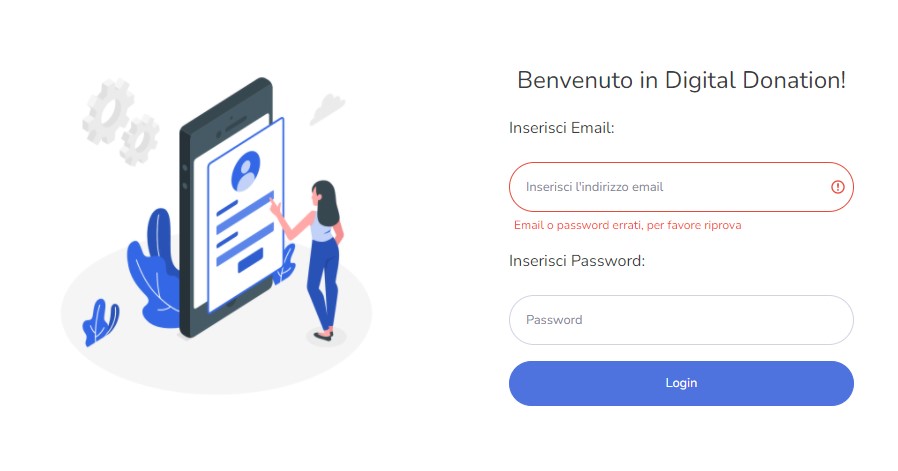 Benvenuto in Digital Donation!
Inserisci Email:
Inserisci l'indirizzo email
Email o password errati, per favore riprova
Inserisci Password:
Password
Login